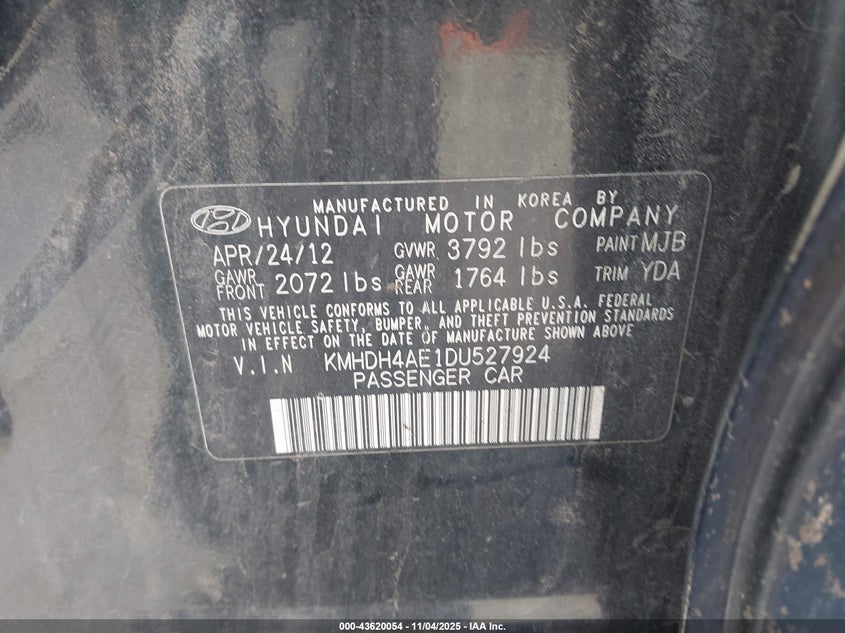 MANUFACTURED IN KOREA BY
HYUNDAI MOTOR COMPANY
APR/24/12 GVWR 3792 lbs PAINT MJB
GAWR FRONT 2072 lbs GAWR REAR 1764 lbs TRIM YDA
THIS VEHICLE CONFORMS TO ALL APPLICABLE U.S.A. FEDERAL
MOTOR VEHICLE SAFETY, BUMPER, AND THEFT PREVENTION STANDARDS
IN EFFECT ON THE DATE OF MANUFACTURE SHOWN ABOVE
V.I.N KMHDH4AE1DU527924
PASSENGER CAR
000-43620054 - 11/04/2025 - IAA Inc.